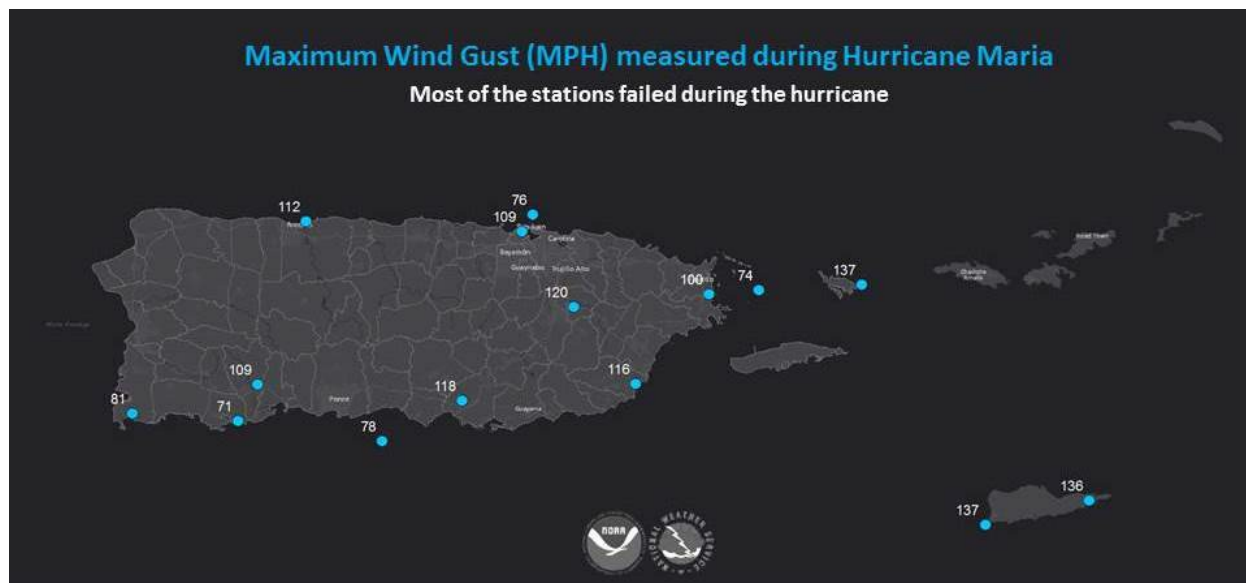 Maximum Wind Gust (MPH) measured during Hurricane Maria
Most of the stations failed during the hurricane
112
76
109
Carolina
Bayamón
Guaynabo
Trujillo Alto
100
74
137
120
109
116
118
81
71
Ponce
Guayama
78
136
137
NOAA
NATIONAL WEATHER SERVICE